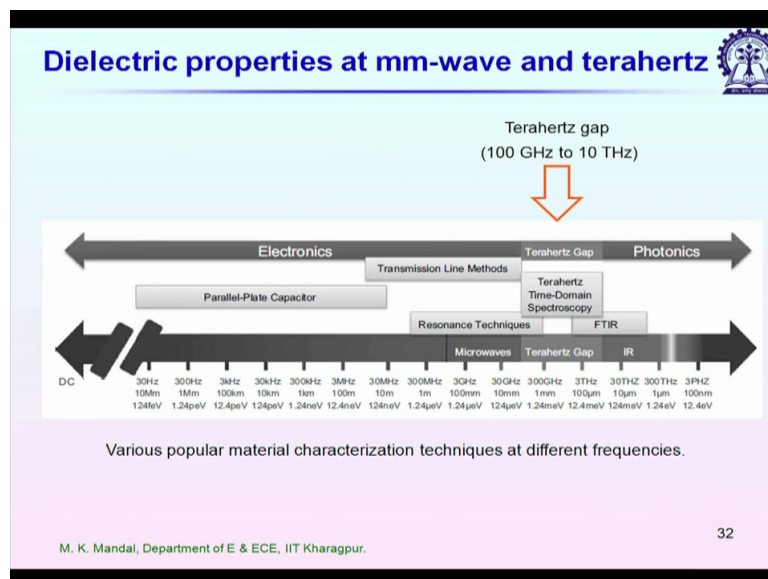 Dielectric properties at mm-wave and terahertz
Terahertz gap
(100 GHz to 10 THz)
Electronics
Terahertz Gap
Photonics
Transmission Line Methods
Parallel-Plate Capacitor
Terahertz
Time-Domain
Spectroscopy
Resonance Techniques
FTIR
Microwaves
Terahertz Gap
IR
DC
30Hz 300Hz 3kHz 30kHz 300kHz 3MHz 30MHz 300MHz 3GHz 30GHz 300GHz 3THz 30THZ 300THz 3PHZ
10Mm 1Mm 100km 10km 1km 100m 10m 1m 100mm 10mm 1mm 100µm 10µm 1µm 100nm
124feV 1.24peV 12.4peV 124peV 1.24neV 12.4neV 124neV 1.24µeV 1.24µeV 124µeV 1.24meV 12.4meV 124meV 1.24eV 12.4eV
Various popular material characterization techniques at different frequencies.
32
M. K. Mandal, Department of E & ECE, IIT Kharagpur.